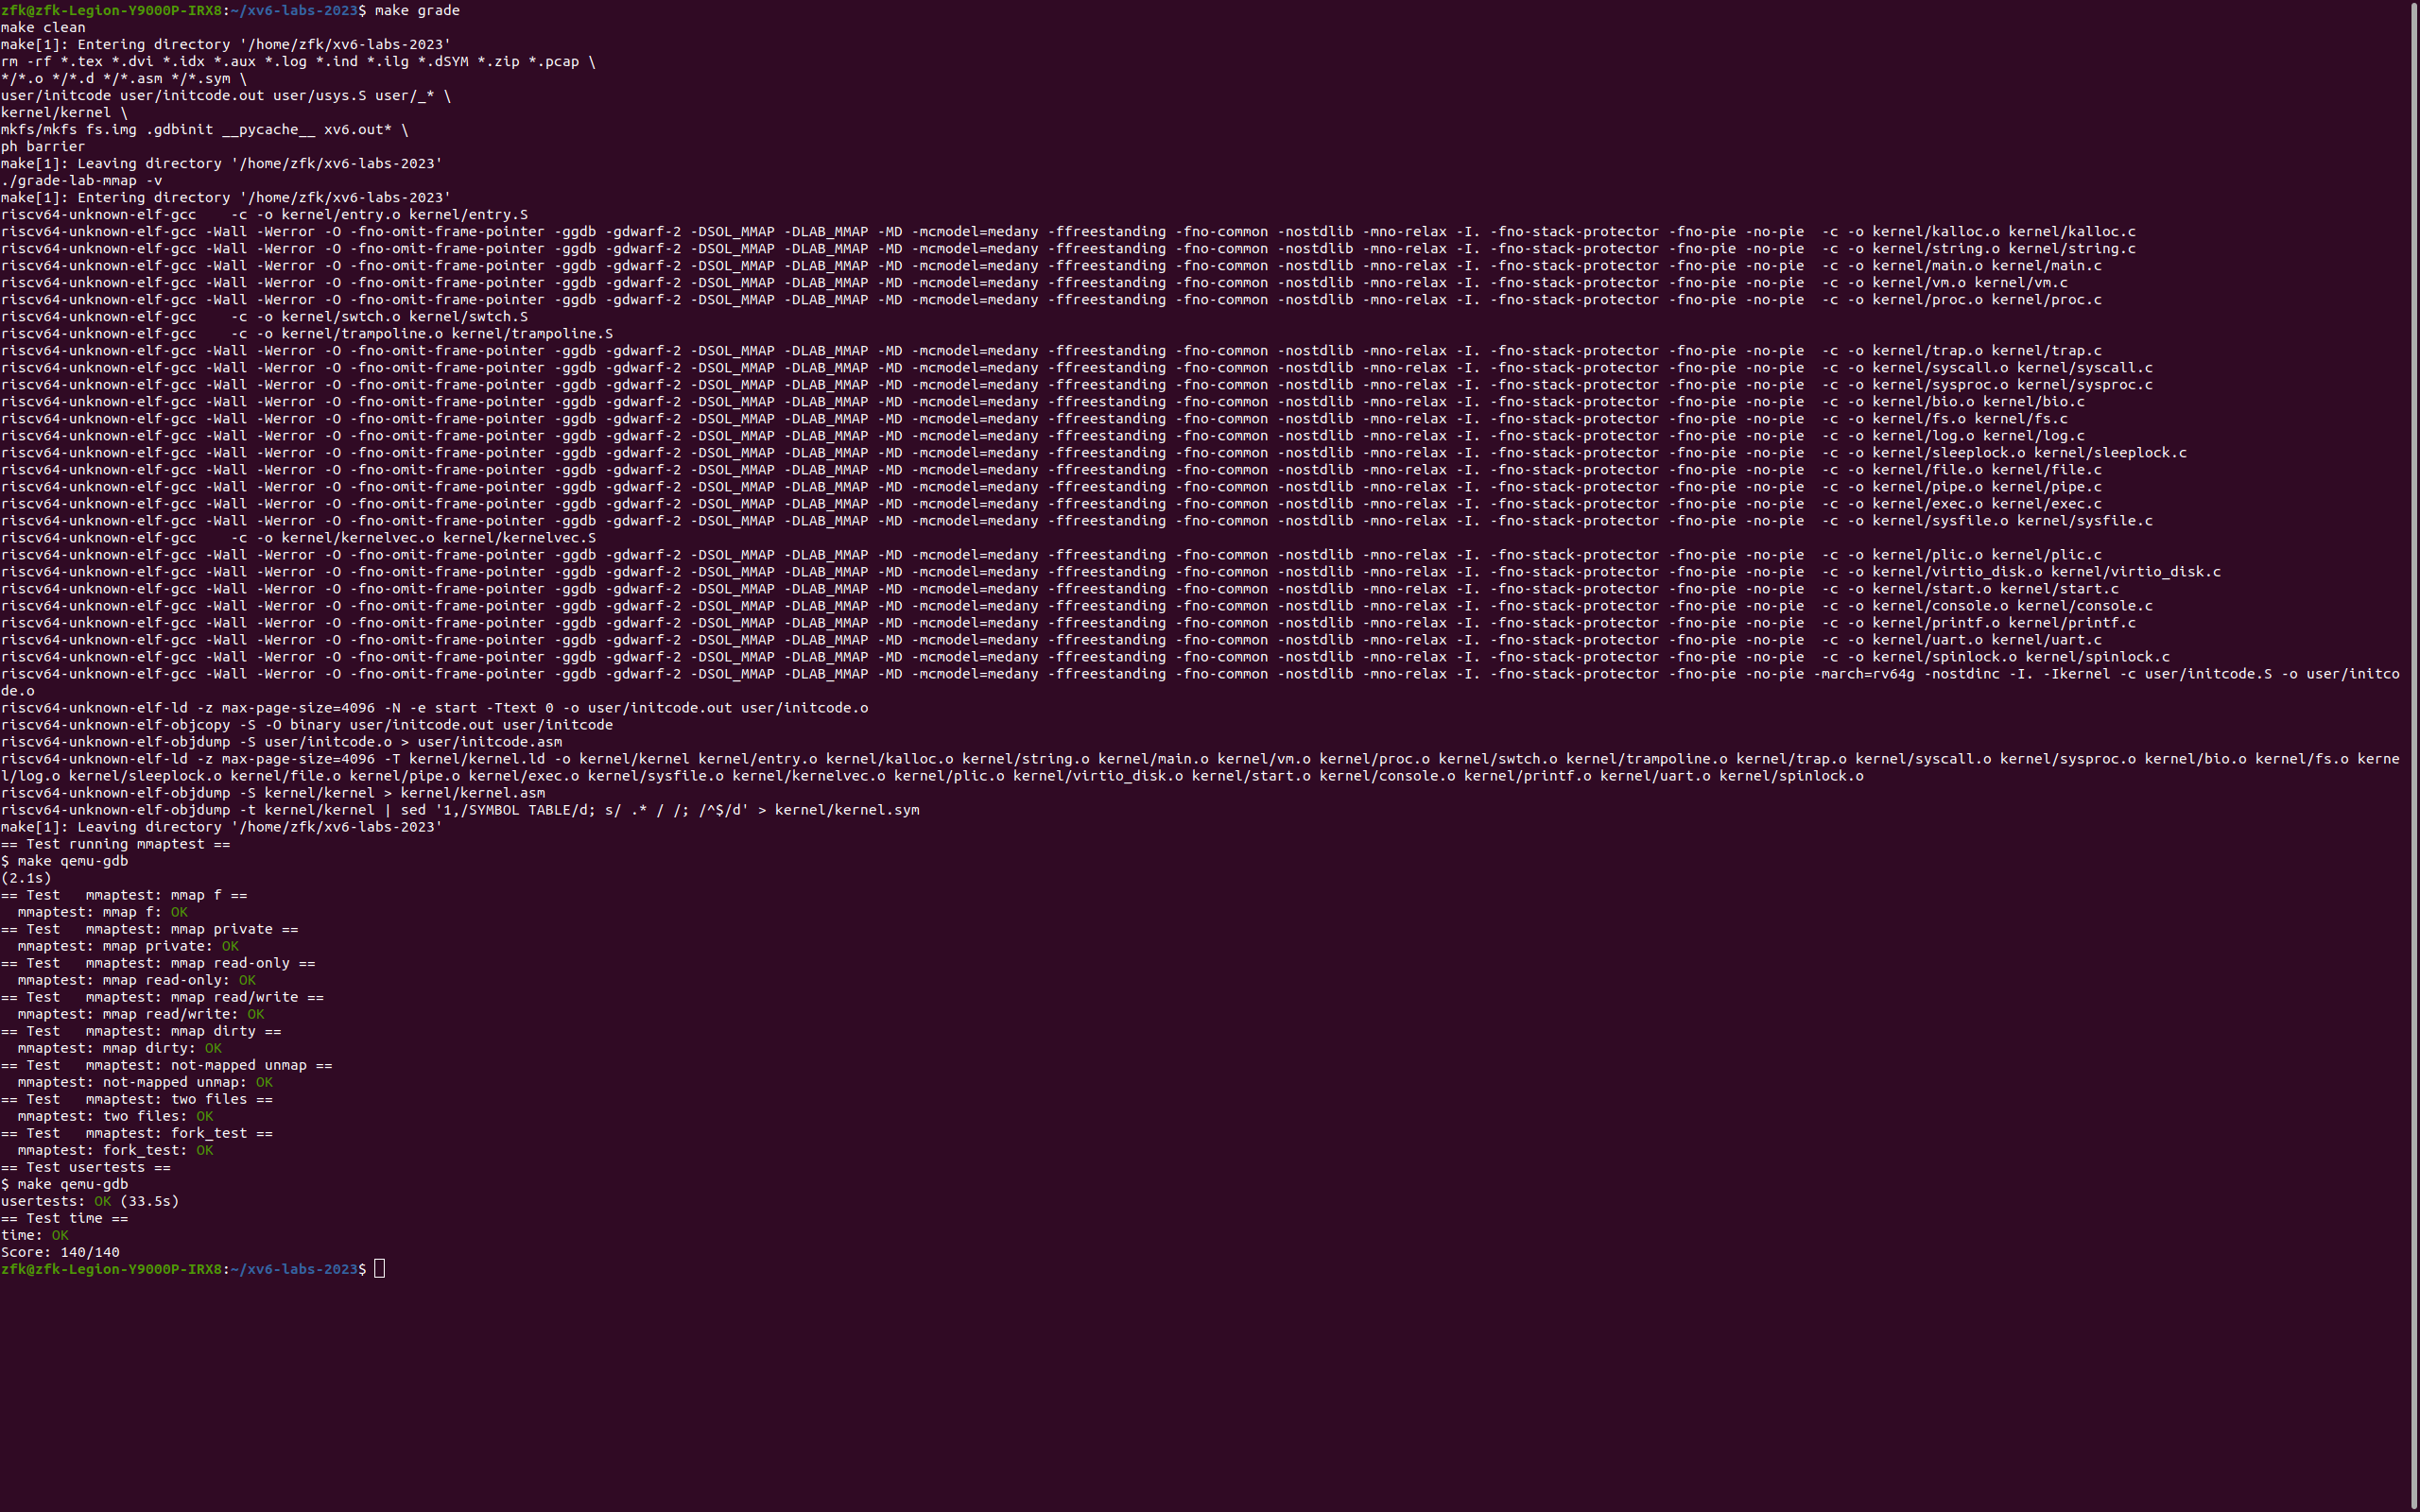 zfk@zfk-Legion-Y9000P-IRX8:~/xv6-labs-2023$ make grade
make clean
make[1]: Entering directory '/home/zfk/xv6-labs-2023'
rm -rf *.tex *.dvi *.idx *.aux *.log *.ind *.ilg *.dSYM *.zip *.pcap \
*/*.o */*.d */*.asm */*.sym \
user/initcode user/initcode.out user/usys.S user/_* \
kernel/kernel \
mkfs/mkfs fs.img .gdbinit __pycache__ xv6.out* \
ph barrier
make[1]: Leaving directory '/home/zfk/xv6-labs-2023'
./grade-lab-mmap -v
make[1]: Entering directory '/home/zfk/xv6-labs-2023'
riscv64-unknown-elf-gcc    -c -o kernel/entry.o kernel/entry.S
riscv64-unknown-elf-gcc -Wall -Werror -O -fno-omit-frame-pointer -ggdb -gdwarf-2 -DSOL_MMAP -DLAB_MMAP -MD -mcmodel=medany -ffreestanding -fno-common -nostdlib -mno-relax -I. -fno-stack-protector -fno-pie -no-pie  -c -o kernel/kalloc.o kernel/kalloc.c
riscv64-unknown-elf-gcc -Wall -Werror -O -fno-omit-frame-pointer -ggdb -gdwarf-2 -DSOL_MMAP -DLAB_MMAP -MD -mcmodel=medany -ffreestanding -fno-common -nostdlib -mno-relax -I. -fno-stack-protector -fno-pie -no-pie  -c -o kernel/string.o kernel/string.c
riscv64-unknown-elf-gcc -Wall -Werror -O -fno-omit-frame-pointer -ggdb -gdwarf-2 -DSOL_MMAP -DLAB_MMAP -MD -mcmodel=medany -ffreestanding -fno-common -nostdlib -mno-relax -I. -fno-stack-protector -fno-pie -no-pie  -c -o kernel/main.o kernel/main.c
riscv64-unknown-elf-gcc -Wall -Werror -O -fno-omit-frame-pointer -ggdb -gdwarf-2 -DSOL_MMAP -DLAB_MMAP -MD -mcmodel=medany -ffreestanding -fno-common -nostdlib -mno-relax -I. -fno-stack-protector -fno-pie -no-pie  -c -o kernel/vm.o kernel/vm.c
riscv64-unknown-elf-gcc -Wall -Werror -O -fno-omit-frame-pointer -ggdb -gdwarf-2 -DSOL_MMAP -DLAB_MMAP -MD -mcmodel=medany -ffreestanding -fno-common -nostdlib -mno-relax -I. -fno-stack-protector -fno-pie -no-pie  -c -o kernel/proc.o kernel/proc.c
riscv64-unknown-elf-gcc    -c -o kernel/swtch.o kernel/swtch.S
riscv64-unknown-elf-gcc    -c -o kernel/trampoline.o kernel/trampoline.S
riscv64-unknown-elf-gcc -Wall -Werror -O -fno-omit-frame-pointer -ggdb -gdwarf-2 -DSOL_MMAP -DLAB_MMAP -MD -mcmodel=medany -ffreestanding -fno-common -nostdlib -mno-relax -I. -fno-stack-protector -fno-pie -no-pie  -c -o kernel/trap.o kernel/trap.c
riscv64-unknown-elf-gcc -Wall -Werror -O -fno-omit-frame-pointer -ggdb -gdwarf-2 -DSOL_MMAP -DLAB_MMAP -MD -mcmodel=medany -ffreestanding -fno-common -nostdlib -mno-relax -I. -fno-stack-protector -fno-pie -no-pie  -c -o kernel/syscall.o kernel/syscall.c
riscv64-unknown-elf-gcc -Wall -Werror -O -fno-omit-frame-pointer -ggdb -gdwarf-2 -DSOL_MMAP -DLAB_MMAP -MD -mcmodel=medany -ffreestanding -fno-common -nostdlib -mno-relax -I. -fno-stack-protector -fno-pie -no-pie  -c -o kernel/sysproc.o kernel/sysproc.c
riscv64-unknown-elf-gcc -Wall -Werror -O -fno-omit-frame-pointer -ggdb -gdwarf-2 -DSOL_MMAP -DLAB_MMAP -MD -mcmodel=medany -ffreestanding -fno-common -nostdlib -mno-relax -I. -fno-stack-protector -fno-pie -no-pie  -c -o kernel/bio.o kernel/bio.c
riscv64-unknown-elf-gcc -Wall -Werror -O -fno-omit-frame-pointer -ggdb -gdwarf-2 -DSOL_MMAP -DLAB_MMAP -MD -mcmodel=medany -ffreestanding -fno-common -nostdlib -mno-relax -I. -fno-stack-protector -fno-pie -no-pie  -c -o kernel/fs.o kernel/fs.c
riscv64-unknown-elf-gcc -Wall -Werror -O -fno-omit-frame-pointer -ggdb -gdwarf-2 -DSOL_MMAP -DLAB_MMAP -MD -mcmodel=medany -ffreestanding -fno-common -nostdlib -mno-relax -I. -fno-stack-protector -fno-pie -no-pie  -c -o kernel/log.o kernel/log.c
riscv64-unknown-elf-gcc -Wall -Werror -O -fno-omit-frame-pointer -ggdb -gdwarf-2 -DSOL_MMAP -DLAB_MMAP -MD -mcmodel=medany -ffreestanding -fno-common -nostdlib -mno-relax -I. -fno-stack-protector -fno-pie -no-pie  -c -o kernel/sleeplock.o kernel/sleeplock.c
riscv64-unknown-elf-gcc -Wall -Werror -O -fno-omit-frame-pointer -ggdb -gdwarf-2 -DSOL_MMAP -DLAB_MMAP -MD -mcmodel=medany -ffreestanding -fno-common -nostdlib -mno-relax -I. -fno-stack-protector -fno-pie -no-pie  -c -o kernel/file.o kernel/file.c
riscv64-unknown-elf-gcc -Wall -Werror -O -fno-omit-frame-pointer -ggdb -gdwarf-2 -DSOL_MMAP -DLAB_MMAP -MD -mcmodel=medany -ffreestanding -fno-common -nostdlib -mno-relax -I. -fno-stack-protector -fno-pie -no-pie  -c -o kernel/pipe.o kernel/pipe.c
riscv64-unknown-elf-gcc -Wall -Werror -O -fno-omit-frame-pointer -ggdb -gdwarf-2 -DSOL_MMAP -DLAB_MMAP -MD -mcmodel=medany -ffreestanding -fno-common -nostdlib -mno-relax -I. -fno-stack-protector -fno-pie -no-pie  -c -o kernel/exec.o kernel/exec.c
riscv64-unknown-elf-gcc -Wall -Werror -O -fno-omit-frame-pointer -ggdb -gdwarf-2 -DSOL_MMAP -DLAB_MMAP -MD -mcmodel=medany -ffreestanding -fno-common -nostdlib -mno-relax -I. -fno-stack-protector -fno-pie -no-pie  -c -o kernel/sysfile.o kernel/sysfile.c
riscv64-unknown-elf-gcc    -c -o kernel/kernelvec.o kernel/kernelvec.S
riscv64-unknown-elf-gcc -Wall -Werror -O -fno-omit-frame-pointer -ggdb -gdwarf-2 -DSOL_MMAP -DLAB_MMAP -MD -mcmodel=medany -ffreestanding -fno-common -nostdlib -mno-relax -I. -fno-stack-protector -fno-pie -no-pie  -c -o kernel/plic.o kernel/plic.c
riscv64-unknown-elf-gcc -Wall -Werror -O -fno-omit-frame-pointer -ggdb -gdwarf-2 -DSOL_MMAP -DLAB_MMAP -MD -mcmodel=medany -ffreestanding -fno-common -nostdlib -mno-relax -I. -fno-stack-protector -fno-pie -no-pie  -c -o kernel/virtio_disk.o kernel/virtio_disk.c
riscv64-unknown-elf-gcc -Wall -Werror -O -fno-omit-frame-pointer -ggdb -gdwarf-2 -DSOL_MMAP -DLAB_MMAP -MD -mcmodel=medany -ffreestanding -fno-common -nostdlib -mno-relax -I. -fno-stack-protector -fno-pie -no-pie  -c -o kernel/start.o kernel/start.c
riscv64-unknown-elf-gcc -Wall -Werror -O -fno-omit-frame-pointer -ggdb -gdwarf-2 -DSOL_MMAP -DLAB_MMAP -MD -mcmodel=medany -ffreestanding -fno-common -nostdlib -mno-relax -I. -fno-stack-protector -fno-pie -no-pie  -c -o kernel/console.o kernel/console.c
riscv64-unknown-elf-gcc -Wall -Werror -O -fno-omit-frame-pointer -ggdb -gdwarf-2 -DSOL_MMAP -DLAB_MMAP -MD -mcmodel=medany -ffreestanding -fno-common -nostdlib -mno-relax -I. -fno-stack-protector -fno-pie -no-pie  -c -o kernel/printf.o kernel/printf.c
riscv64-unknown-elf-gcc -Wall -Werror -O -fno-omit-frame-pointer -ggdb -gdwarf-2 -DSOL_MMAP -DLAB_MMAP -MD -mcmodel=medany -ffreestanding -fno-common -nostdlib -mno-relax -I. -fno-stack-protector -fno-pie -no-pie  -c -o kernel/uart.o kernel/uart.c
riscv64-unknown-elf-gcc -Wall -Werror -O -fno-omit-frame-pointer -ggdb -gdwarf-2 -DSOL_MMAP -DLAB_MMAP -MD -mcmodel=medany -ffreestanding -fno-common -nostdlib -mno-relax -I. -fno-stack-protector -fno-pie -no-pie  -c -o kernel/spinlock.o kernel/spinlock.c
riscv64-unknown-elf-gcc -Wall -Werror -O -fno-omit-frame-pointer -ggdb -gdwarf-2 -DSOL_MMAP -DLAB_MMAP -MD -mcmodel=medany -ffreestanding -fno-common -nostdlib -mno-relax -I. -fno-stack-protector -fno-pie -no-pie -march=rv64g -nostdinc -I. -Ikernel -c user/initcode.S -o user/initco
de.o
riscv64-unknown-elf-ld -z max-page-size=4096 -N -e start -Ttext 0 -o user/initcode.out user/initcode.o
riscv64-unknown-elf-objcopy -S -O binary user/initcode.out user/initcode
riscv64-unknown-elf-objdump -S user/initcode.o > user/initcode.asm
riscv64-unknown-elf-ld -z max-page-size=4096 -T kernel/kernel.ld -o kernel/kernel kernel/entry.o kernel/kalloc.o kernel/string.o kernel/main.o kernel/vm.o kernel/proc.o kernel/swtch.o kernel/trampoline.o kernel/trap.o kernel/syscall.o kernel/sysproc.o kernel/bio.o kernel/fs.o kerne
l/log.o kernel/sleeplock.o kernel/file.o kernel/pipe.o kernel/exec.o kernel/sysfile.o kernel/kernelvec.o kernel/plic.o kernel/virtio_disk.o kernel/start.o kernel/console.o kernel/printf.o kernel/uart.o kernel/spinlock.o
riscv64-unknown-elf-objdump -S kernel/kernel > kernel/kernel.asm
riscv64-unknown-elf-objdump -t kernel/kernel | sed '1,/SYMBOL TABLE/d; s/ .* / /; /^$/d' > kernel/kernel.sym
make[1]: Leaving directory '/home/zfk/xv6-labs-2023'
== Test running mmaptest ==
$ make qemu-gdb
(2.1s)
== Test   mmaptest: mmap f ==
  mmaptest: mmap f: OK
== Test   mmaptest: mmap private ==
  mmaptest: mmap private: OK
== Test   mmaptest: mmap read-only ==
  mmaptest: mmap read-only: OK
== Test   mmaptest: mmap read/write ==
  mmaptest: mmap read/write: OK
== Test   mmaptest: mmap dirty ==
  mmaptest: mmap dirty: OK
== Test   mmaptest: not-mapped unmap ==
  mmaptest: not-mapped unmap: OK
== Test   mmaptest: two files ==
  mmaptest: two files: OK
== Test   mmaptest: fork_test ==
  mmaptest: fork_test: OK
== Test usertests ==
$ make qemu-gdb
usertests: OK (33.5s)
== Test time ==
time: OK
Score: 140/140
zfk@zfk-Legion-Y9000P-IRX8:~/xv6-labs-2023$